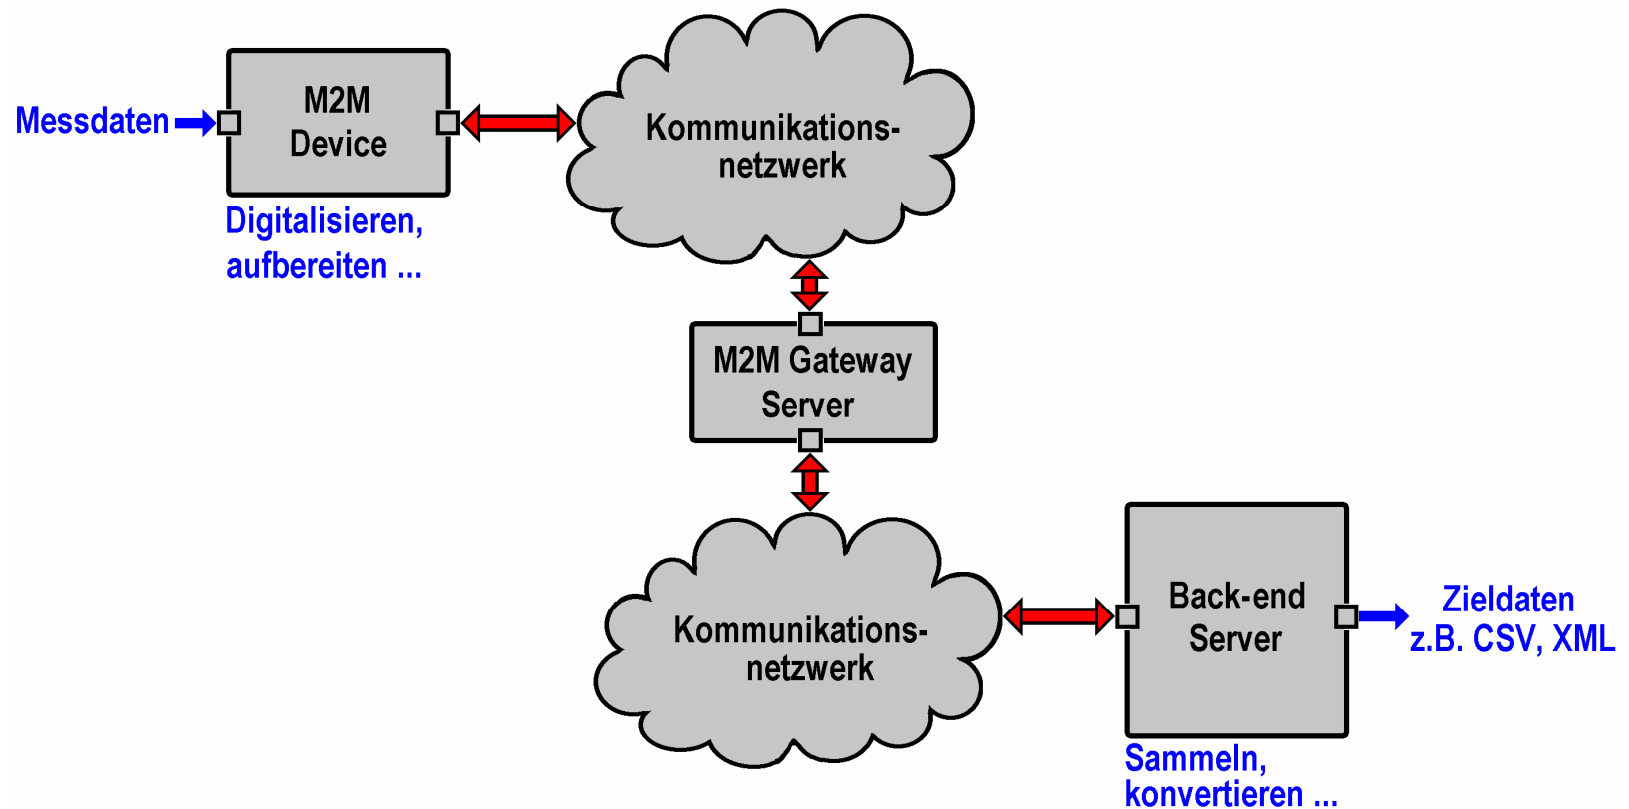 Messdaten
M2M
Device
Digitalisieren,
aufbereiten ...
Kommunikations-
netzwerk
M2M Gateway
Server
Kommunikations-
netzwerk
Back-end
Server
Sammeln,
konvertieren ...
Zieldaten
z.B. CSV, XML